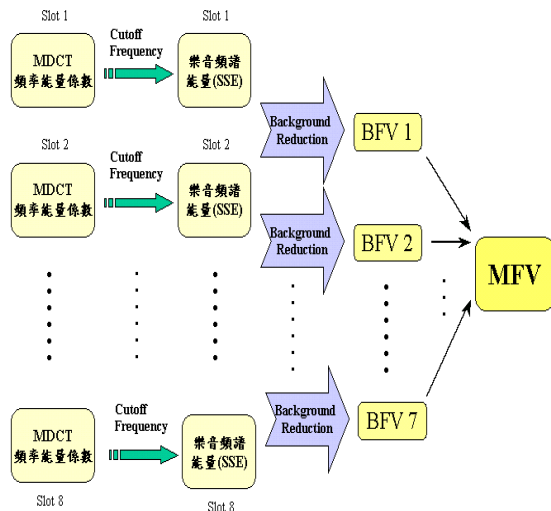 Slot 1
Slot 1
MDCT
頻率能量係數
Cutoff
Frequency
樂音頻譜
能量(SSE)
Background
Reduction
BFV 1
Slot 2
Slot 2
MDCT
頻率能量係數
Cutoff
Frequency
樂音頻譜
能量(SSE)
Background
Reduction
BFV 2
MFV
MDCT
頻率能量係數
Cutoff
Frequency
樂音頻譜
能量(SSE)
Background
Reduction
BFV 7
Slot 8
Slot 8